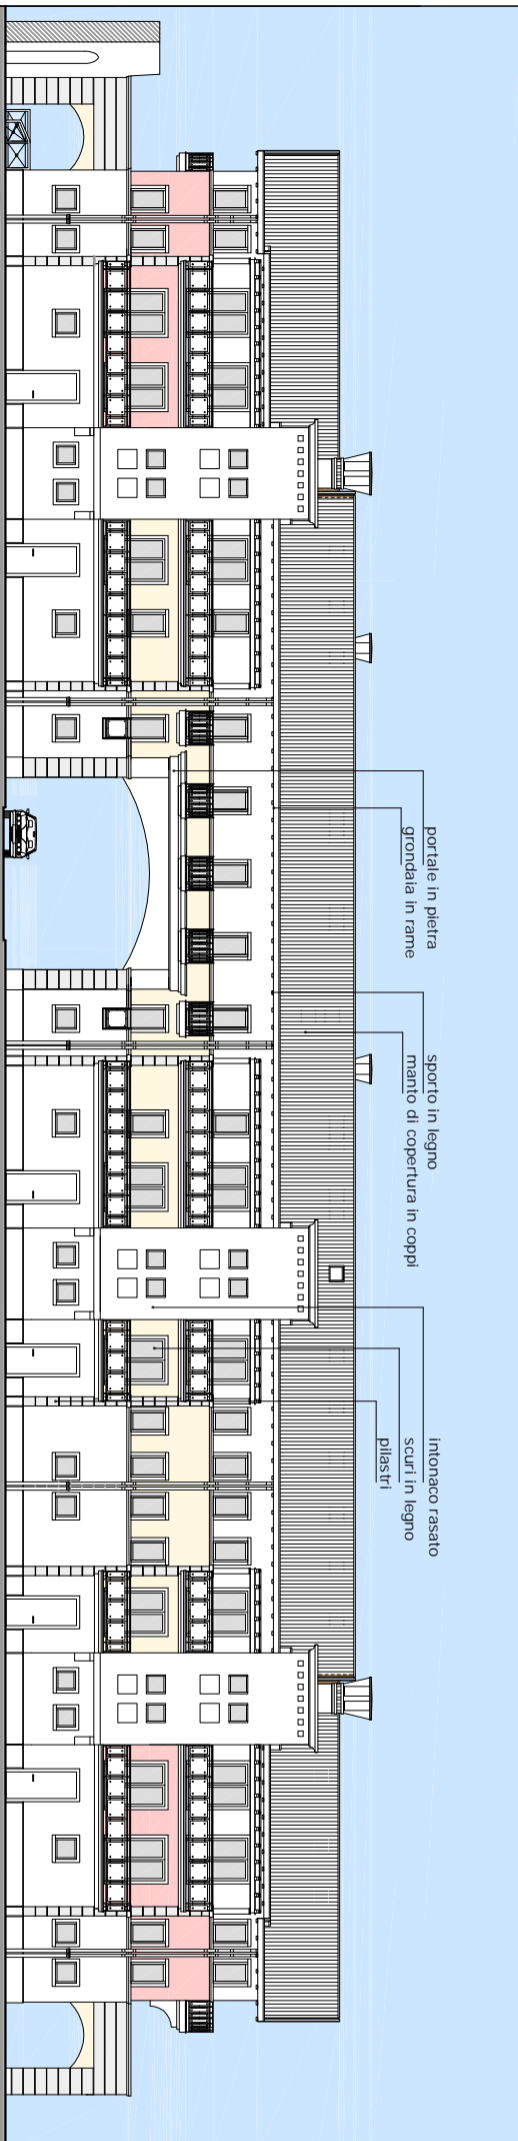 portale in pietra
grondaia in rame
sporto in legno
manto di copertura in coppi
intonaco rasato
scuri in legno
pilastri